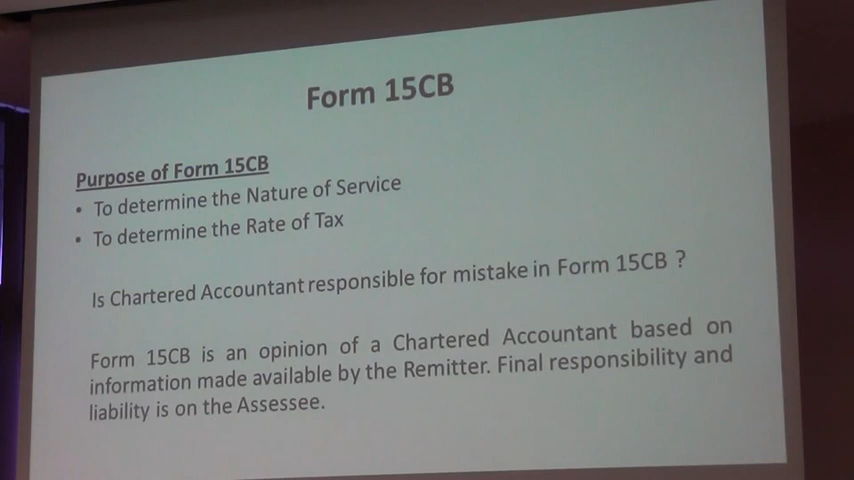 Form 15CB
Purpose of Form 15CB
• To determine the Nature of Service
• To determine the Rate of Tax
Is Chartered Accountant responsible for mistake in Form 15CB ?
Form 15CB is an opinion of a Chartered Accountant based on
information made available by the Remitter. Final responsibility and
liability is on the Assessee.